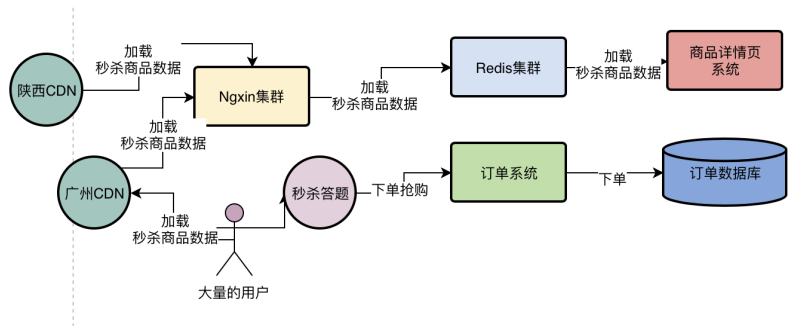 加载
秒杀商品数据
陕西CDN
Ngxin集群
加载
秒杀商品数据
Redis集群
加载
秒杀商品数据
商品详情页
系统
加载
秒杀商品数据
广州CDN
加载
秒杀商品数据
大量的用户
秒杀答题
下单抢购
订单系统
下单
订单数据库